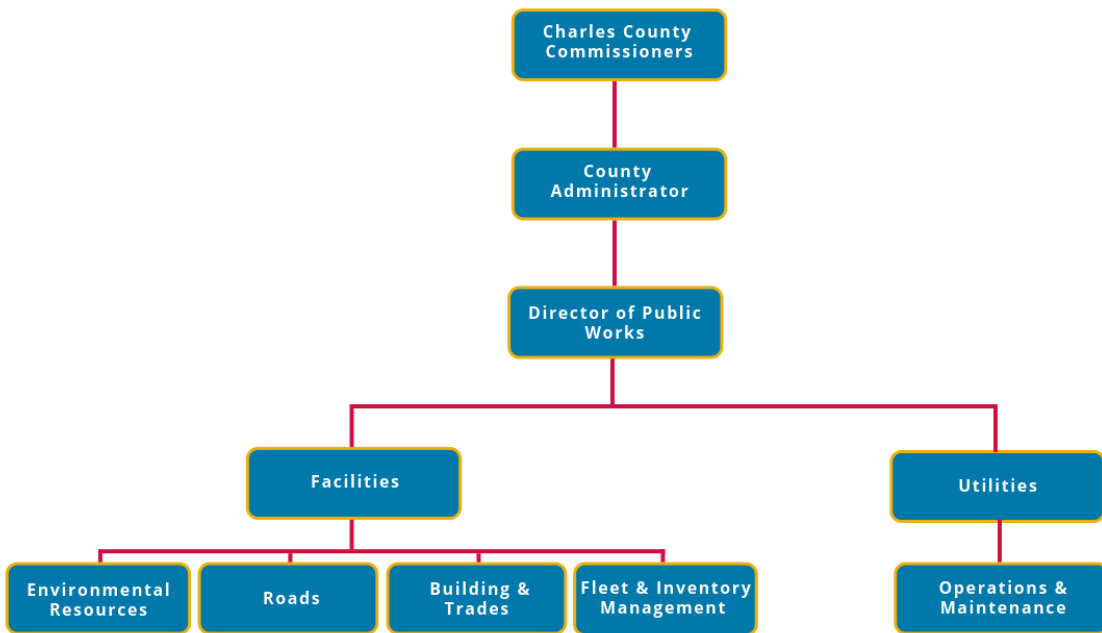 Charles County
Commissioners
County
Administrator
Director of Public
Works
Facilities
Utilities
Environmental
Resources
Roads
Building &
Trades
Fleet & Inventory
Management
Operations &
Maintenance